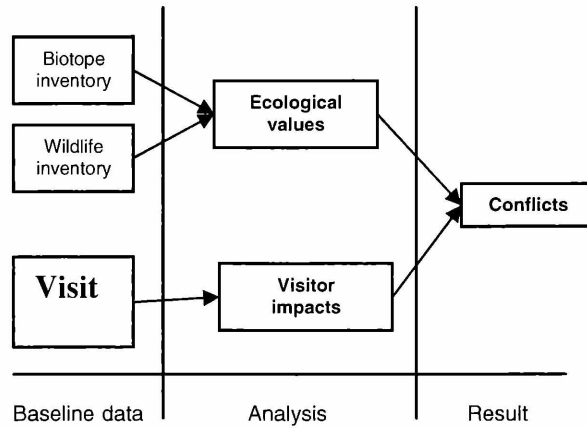 Biotope
inventory
Wildlife
inventory
Visit
Ecological
values
Visitor
impacts
Conflicts
Baseline data
Analysis
Result